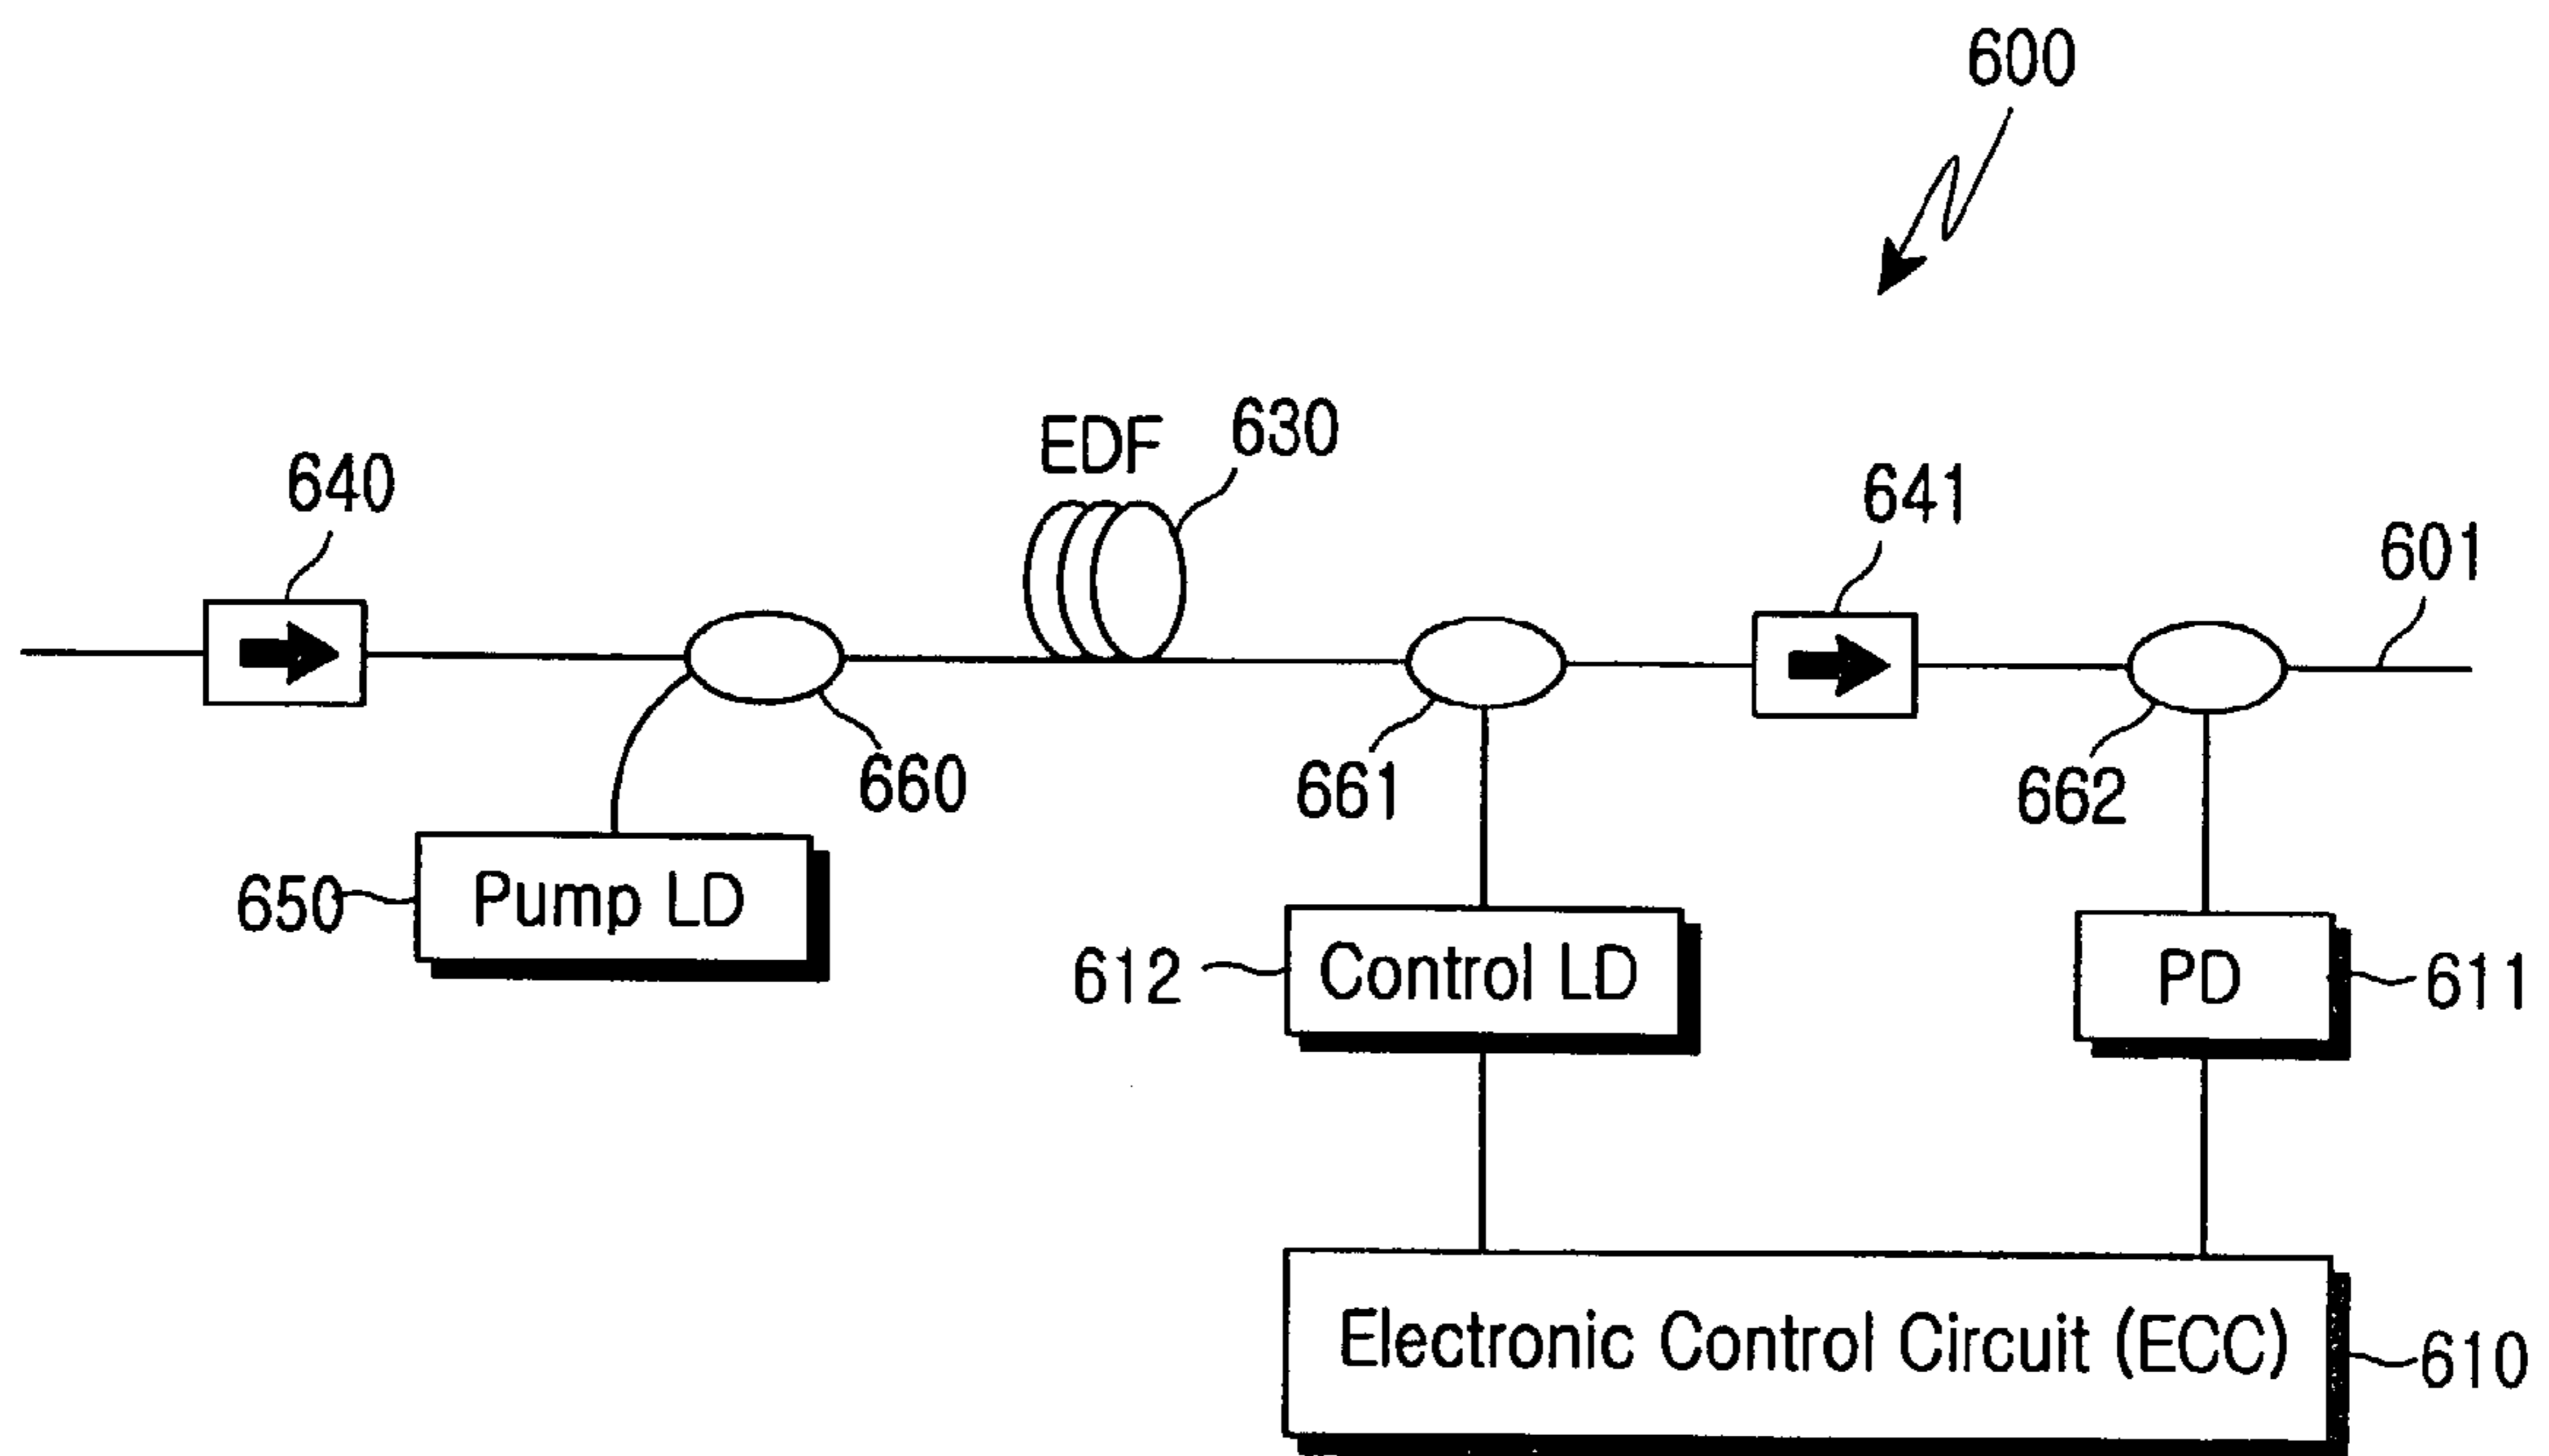 600
EDF
630
640
641
601
660
661
662
650
Pump LD
612
Control LD
PD
611
Electronic Control Circuit (ECC)
610